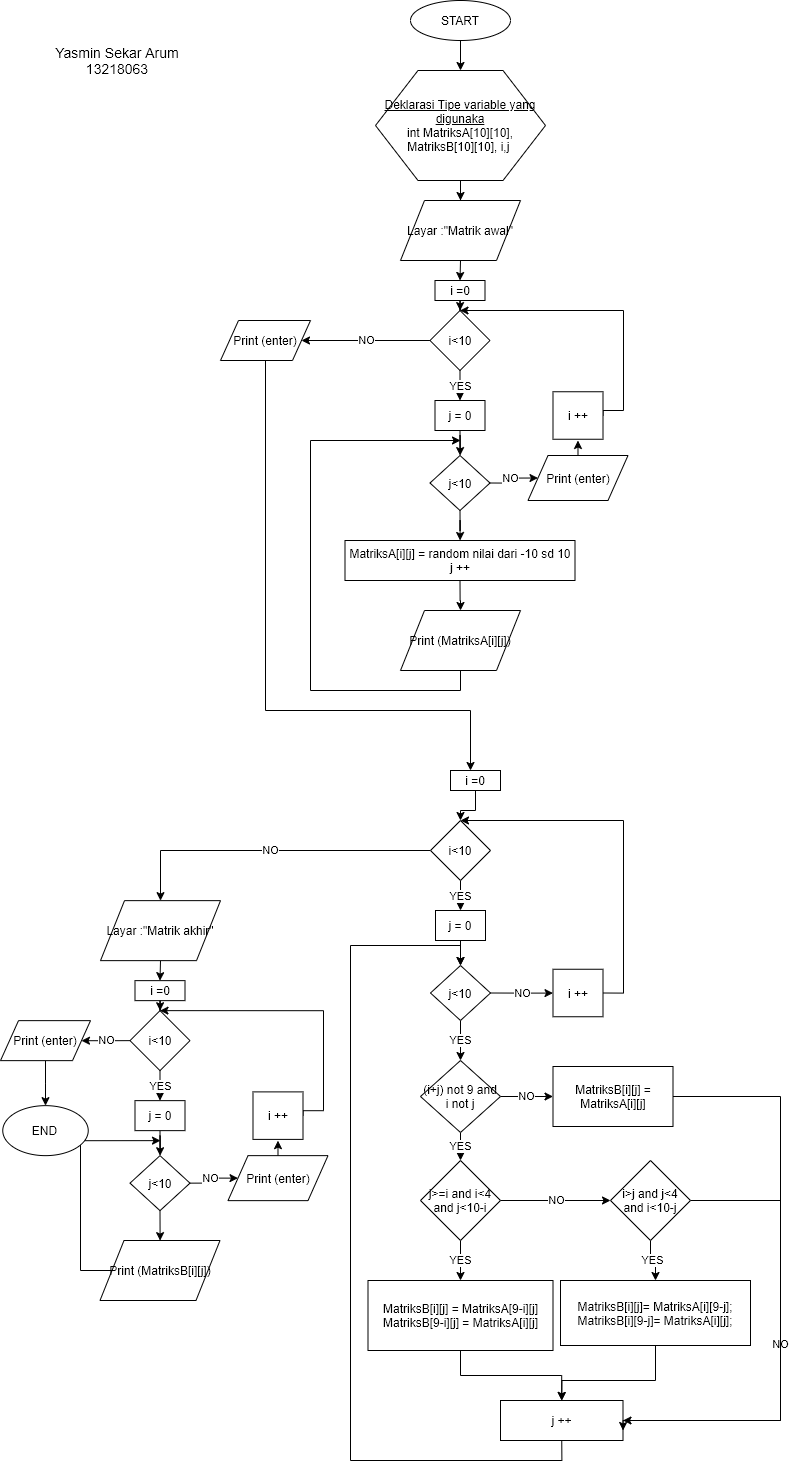 START
Yasmin Sekar Arum
13218063
Deklarasi Tipe variable yang
digunaka
int MatriksA[10][10],
MatriksB[10][10], i,j
Layar :"Matrik awal"
i =0
i<10
NO
Print (enter)
YES
j = 0
i ++
j<10
NO
Print (enter)
MatriksA[i][j] = random nilai dari -10 sd 10
j ++
Print (MatriksA[i][j])
i =0
i<10
NO
YES
j = 0
j<10
NO
i ++
YES
(i+j) not 9 and
i not j
NO
MatriksB[i][j] =
MatriksA[i][j]
YES
j>=i and i<4
and j<10-i
NO
i>j and j<4
and i<10-j
YES
YES
MatriksB[i][j] = MatriksA[9-i][j]
MatriksB[9-i][j] = MatriksA[i][j]
MatriksB[i][j]= MatriksA[i][9-j];
MatriksB[i][9-j]= MatriksA[i][j];
NO
j ++
Layar :"Matrik akhir"
i =0
i<10
NO
Print (enter)
END
YES
j = 0
i ++
j<10
NO
Print (enter)
Print (MatriksB[i][j])